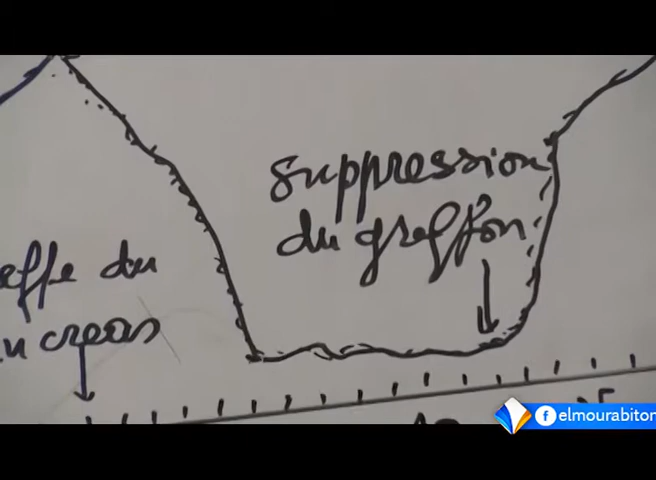 suppression
du greffon
effe du
ncreas
elmourabiton